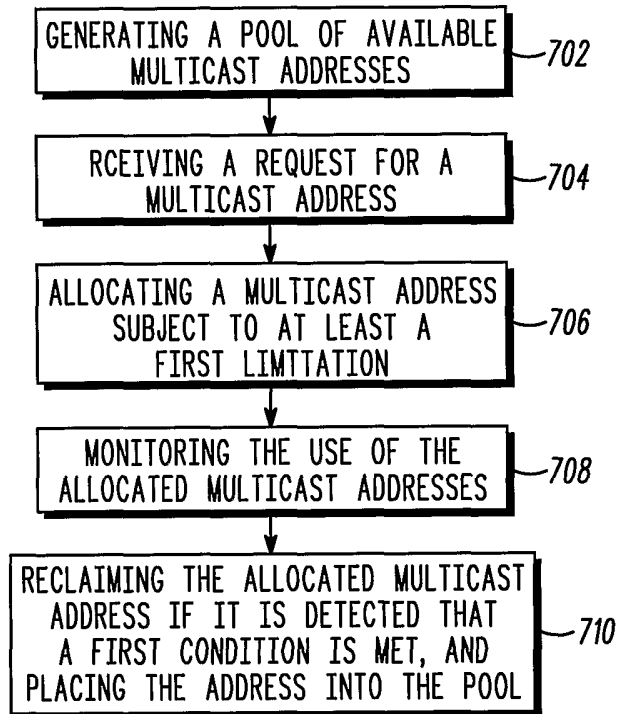 GENERATING A POOL OF AVAILABLE
MULTICAST ADDRESSES
702
RCEIVING A REQUEST FOR A
MULTICAST ADDRESS
704
ALLOCATING A MULTICAST ADDRESS
SUBJECT TO AT LEAST A
FIRST LIMTTATION
706
MONITORING THE USE OF THE
ALLOCATED MULTICAST ADDRESSES
708
RECLAIMING THE ALLOCATED MULTICAST
ADDRESS IF IT IS DETECTED THAT
A FIRST CONDITION IS MET, AND
PLACING THE ADDRESS INTO THE POOL
710